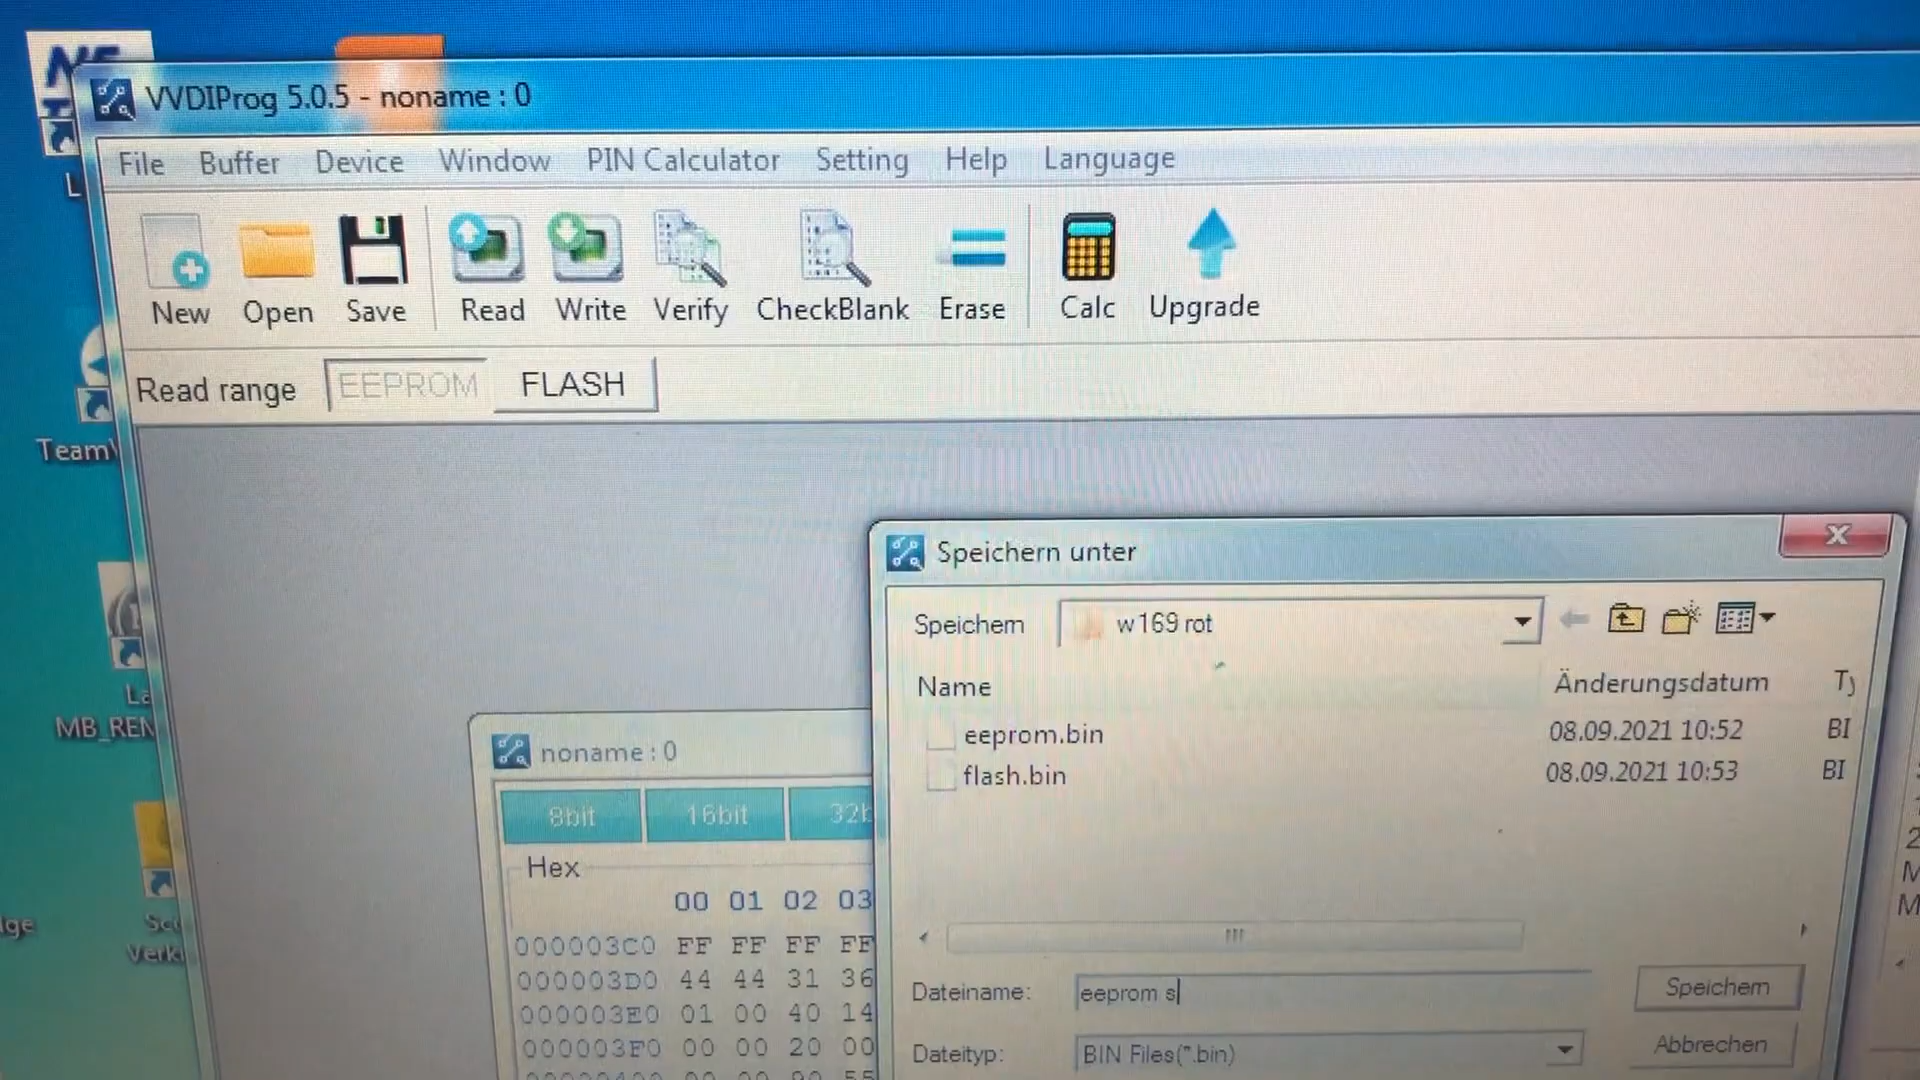 VVDIProg 5.0.5 - noname : 0
File Buffer Device Window PIN Calculator Setting Help Language
New Open Save Read Write Verify CheckBlank Erase Calc Upgrade
Read range EEPROM FLASH
Speichern unter
Speichern w169 rot
Name Änderungsdatum
eeprom.bin 08.09.2021 10:52 BI
flash.bin 08.09.2021 10:53 BI
Dateiname: eeprom s
Speichern
Dateityp: BIN Files(*.bin)
Abbrechen
noname : 0
8bit 16bit
Hex
00 01 02 03
000003C0 FF FF FF FF
000003D0 44 44 31 36
000003E0 01 00 40 14
000003F0 00 00 20 00
Team
MB_REN